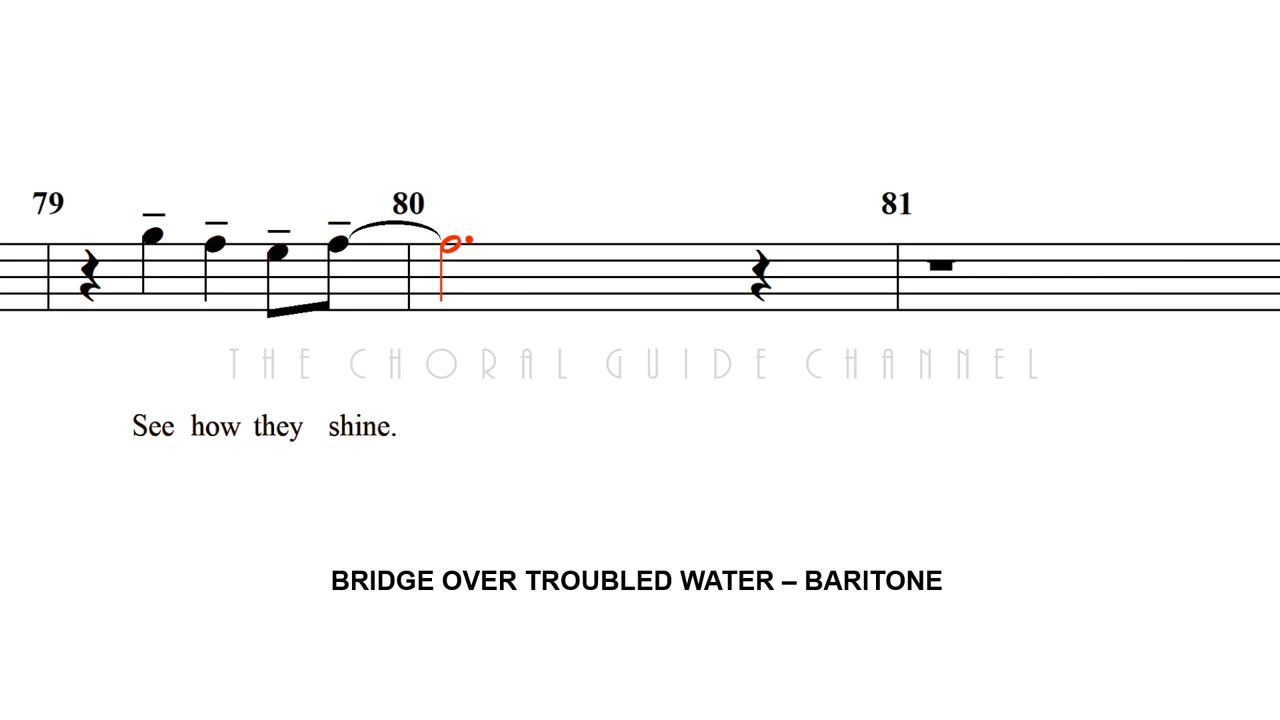 79 80 81
THE CHORAL GUIDE CHANNEL
See how they shine.
BRIDGE OVER TROUBLED WATER – BARITONE